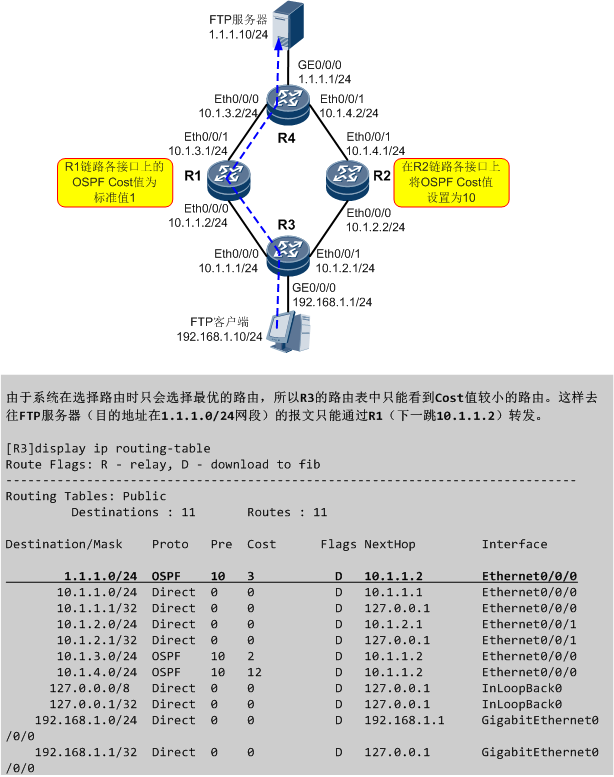 FTP服务器
1.1.1.10/24
GE0/0/0
1.1.1.1/24
Eth0/0/0
10.1.3.2/24
Eth0/0/1
10.1.4.2/24
R4
Eth0/0/1
10.1.3.1/24
Eth0/0/1
10.1.4.1/24
R1链路各接口上的
OSPF Cost值为
标准值1
R1
R2
在R2链路各接口上
将OSPF Cost值
设置为10
Eth0/0/0
10.1.1.2/24
Eth0/0/0
10.1.2.2/24
R3
Eth0/0/0
10.1.1.1/24
Eth0/0/1
10.1.2.1/24
GE0/0/0
192.168.1.1/24
FTP客户端
192.168.1.10/24
由于系统在选择路由时只会选择最优的路由，所以R3的路由表中只能看到Cost值较小的路由。这样去
往FTP服务器（目的地址在1.1.1.0/24网段）的报文只能通过R1（下一跳10.1.1.2）转发。
[R3]display ip routing-table
Route Flags: R - relay, D - download to fib
------------------------------------------------------------------------------
Routing Tables: Public
Destinations : 11 Routes : 11
Destination/Mask Proto Pre Cost Flags NextHop Interface
1.1.1.0/24 OSPF 10 3 D 10.1.1.2 Ethernet0/0/0
10.1.1.0/24 Direct 0 0 D 10.1.1.1 Ethernet0/0/0
10.1.1.1/32 Direct 0 0 D 127.0.0.1 Ethernet0/0/0
10.1.2.0/24 Direct 0 0 D 10.1.2.1 Ethernet0/0/1
10.1.2.1/32 Direct 0 0 D 127.0.0.1 Ethernet0/0/1
10.1.3.0/24 OSPF 10 2 D 10.1.1.2 Ethernet0/0/0
10.1.4.0/24 OSPF 10 12 D 10.1.1.2 Ethernet0/0/0
127.0.0.0/8 Direct 0 0 D 127.0.0.1 InLoopBack0
127.0.0.1/32 Direct 0 0 D 127.0.0.1 InLoopBack0
192.168.1.0/24 Direct 0 0 D 192.168.1.1 GigabitEthernet0
/0/0
192.168.1.1/32 Direct 0 0 D 127.0.0.1 GigabitEthernet0
/0/0